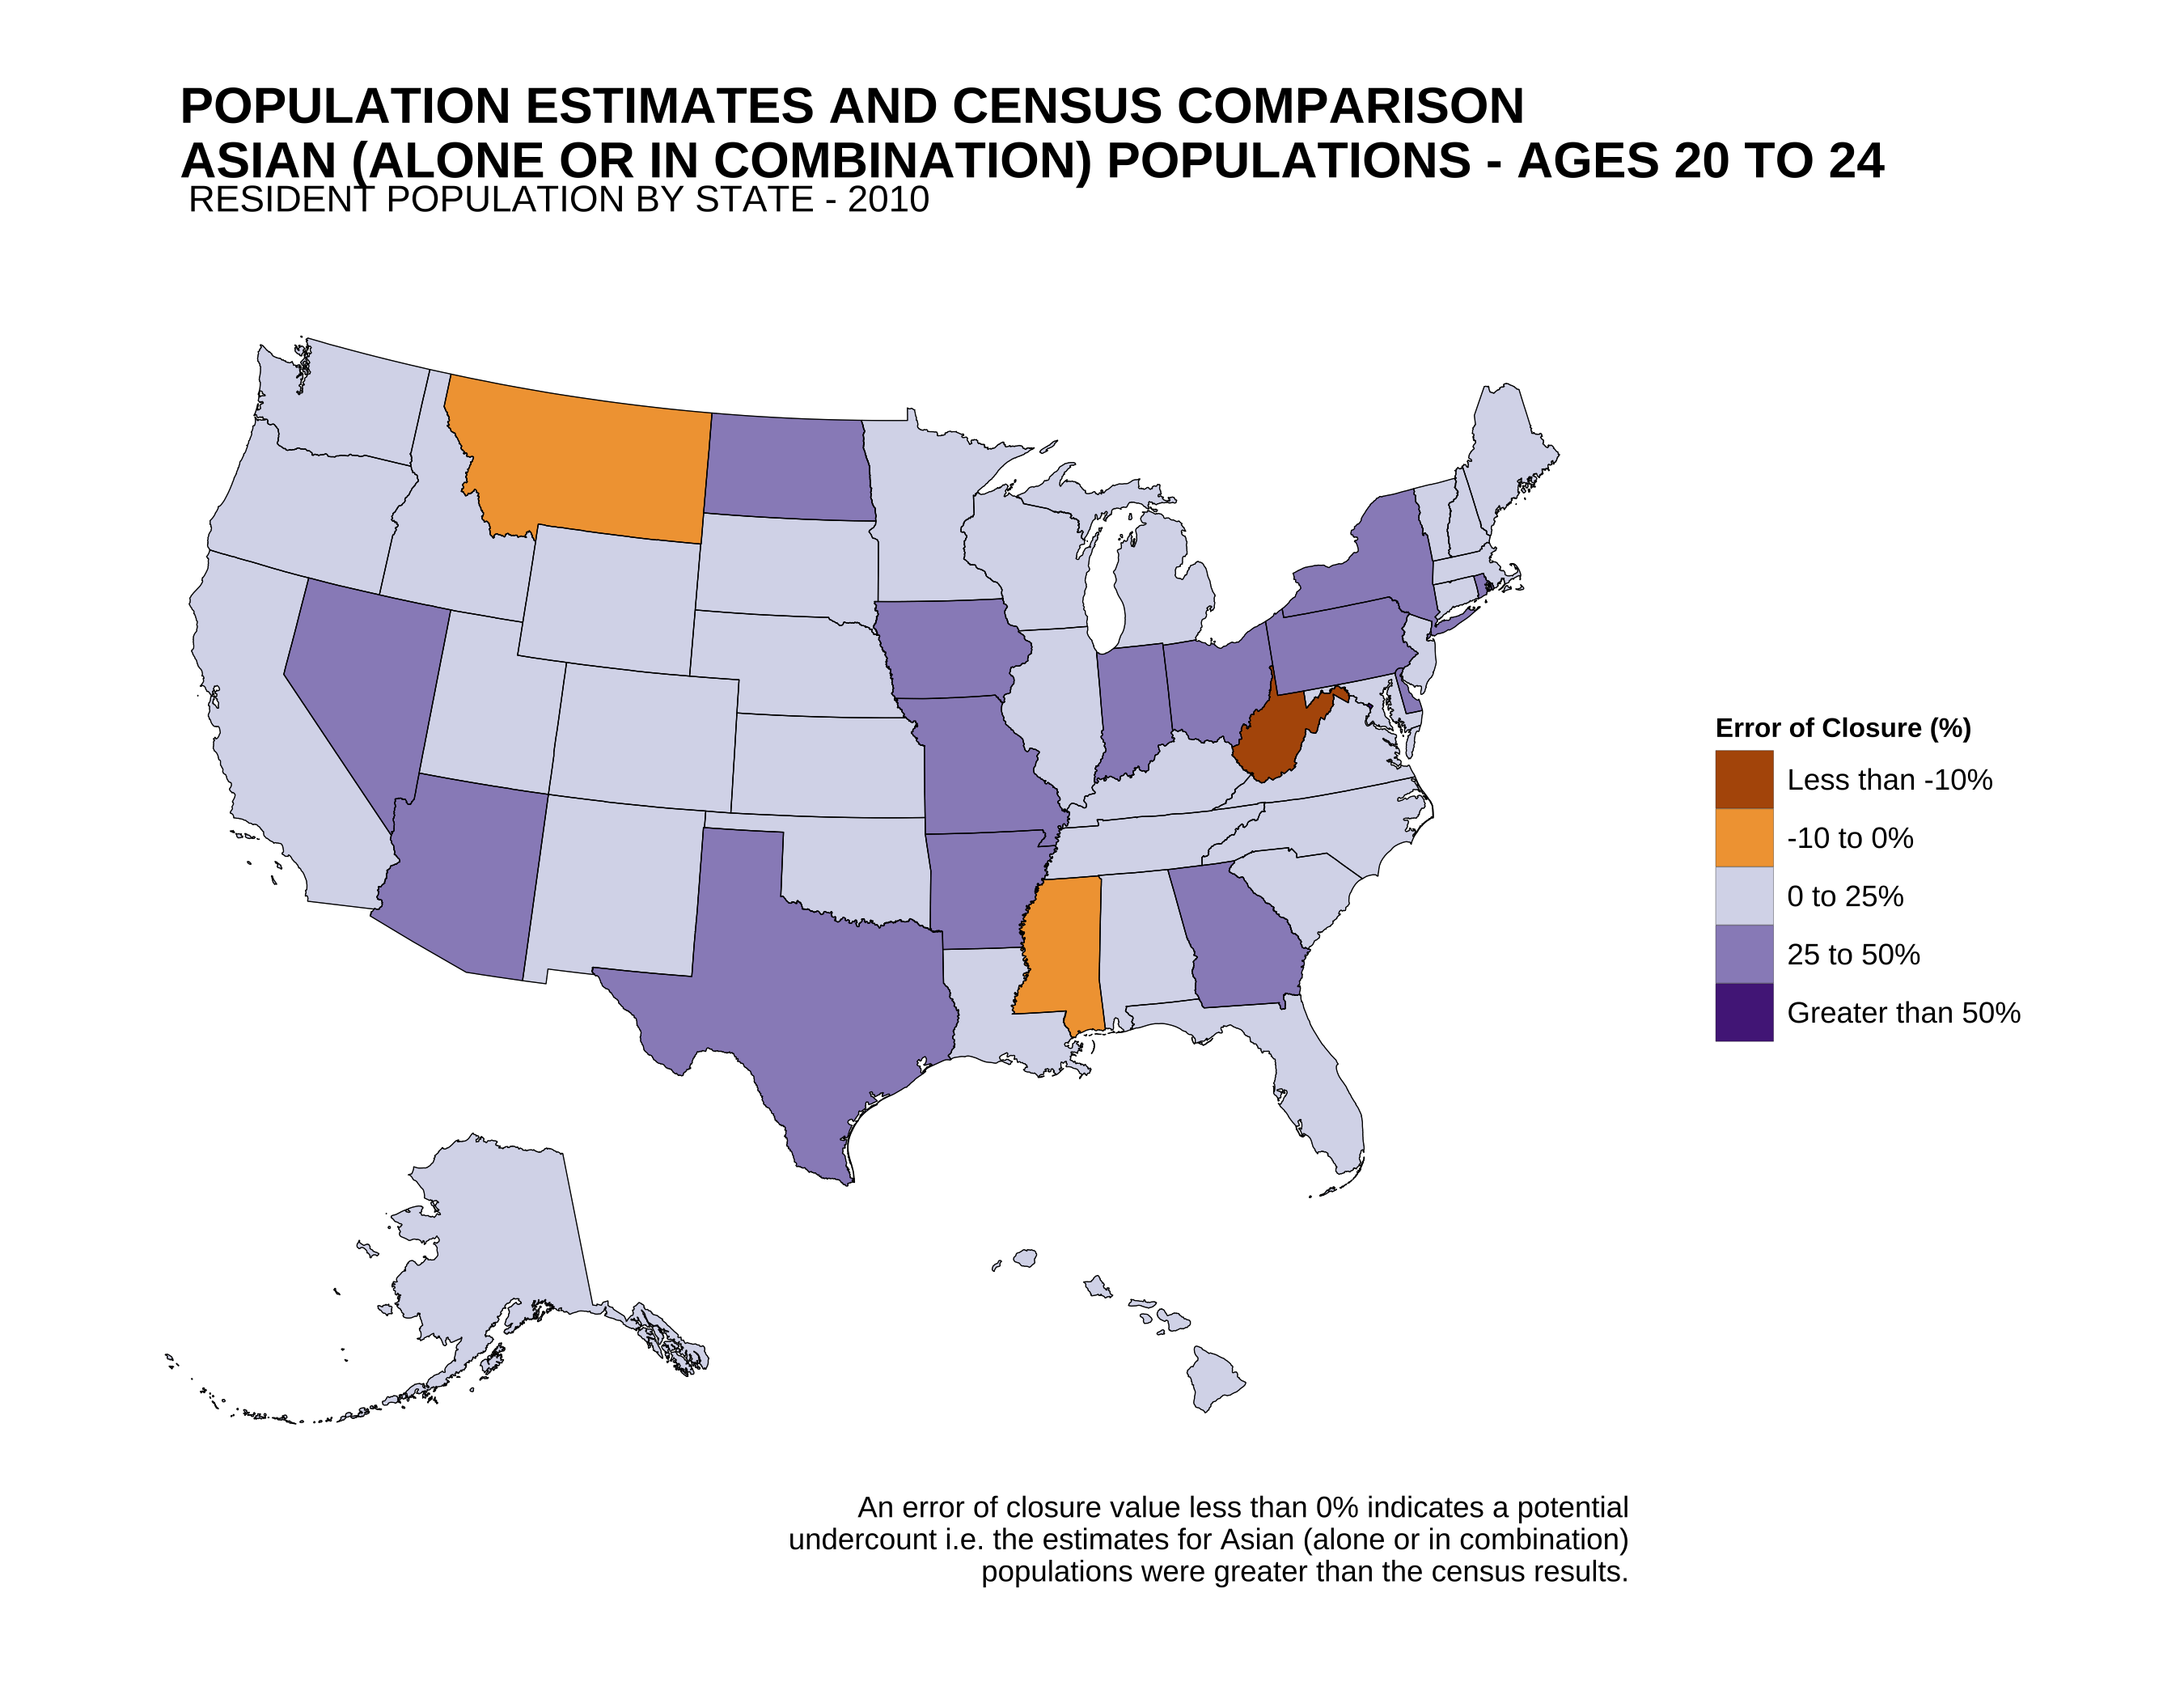 POPULATION ESTIMATES AND CENSUS COMPARISON
ASIAN (ALONE OR IN COMBINATION) POPULATIONS - AGES 20 TO 24
RESIDENT POPULATION BY STATE - 2010
Error of Closure (%)
Less than -10%
-10 to 0%
0 to 25%
25 to 50%
Greater than 50%
An error of closure value less than 0% indicates a potential
undercount i.e. the estimates for Asian (alone or in combination)
populations were greater than the census results.